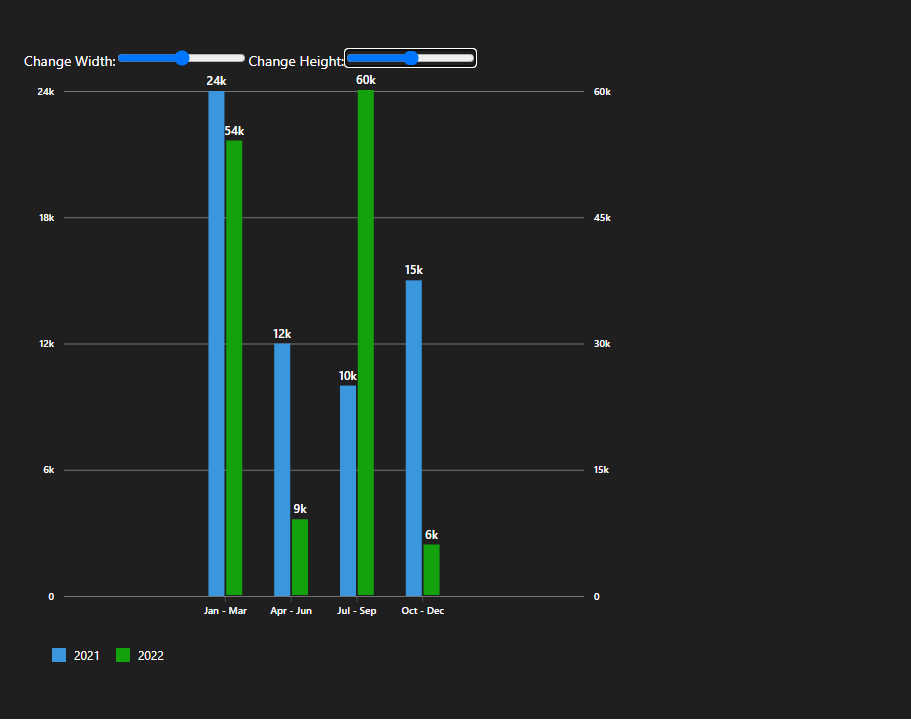 Change Width: Change Height:
24k 60k
24k 60k
54k
18k 45k
15k
12k
12k 30k
10k
6k 15k
9k
6k
0 0
Jan - Mar Apr - Jun Jul - Sep Oct - Dec
2021 2022